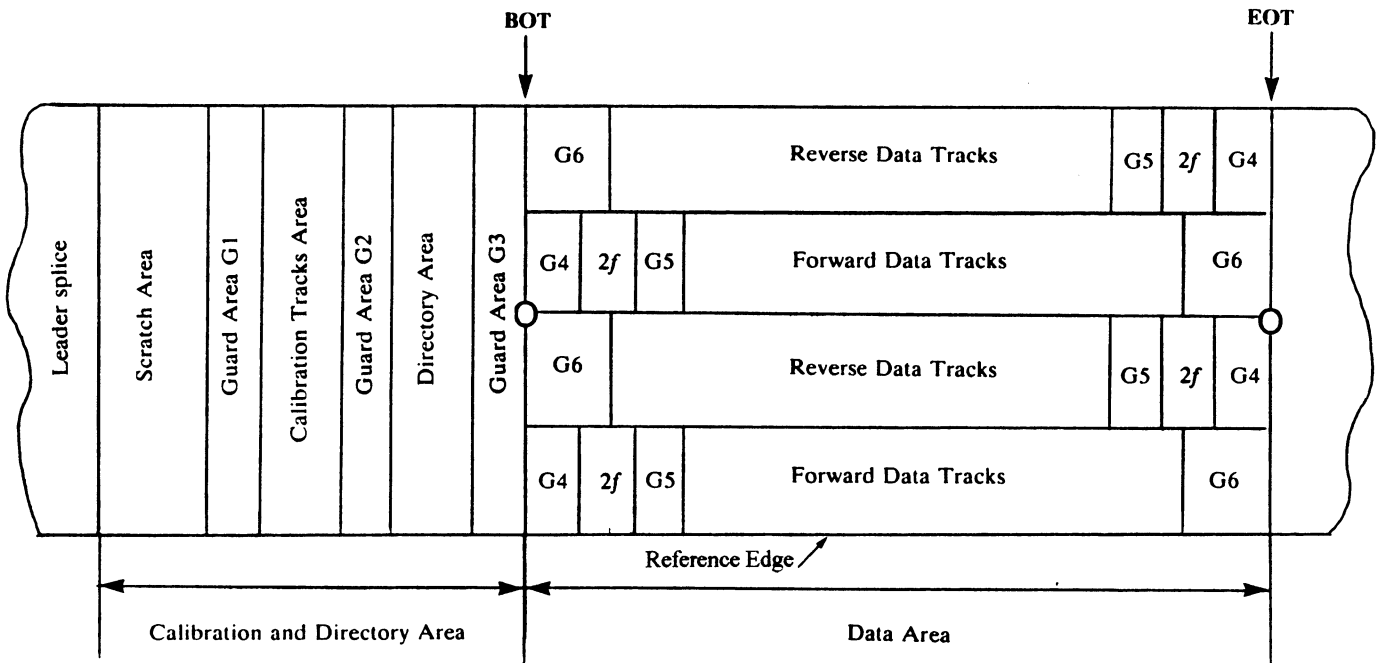 BOT
EOT
Leader splice
Scratch Area
Guard Area G1
Calibration Tracks Area
Guard Area G2
Directory Area
Guard Area G3
G6
Reverse Data Tracks
G5
2f
G4
G4
2f
G5
Forward Data Tracks
G6
G6
Reverse Data Tracks
G5
2f
G4
G4
2f
G5
Forward Data Tracks
G6
Reference Edge
Calibration and Directory Area
Data Area